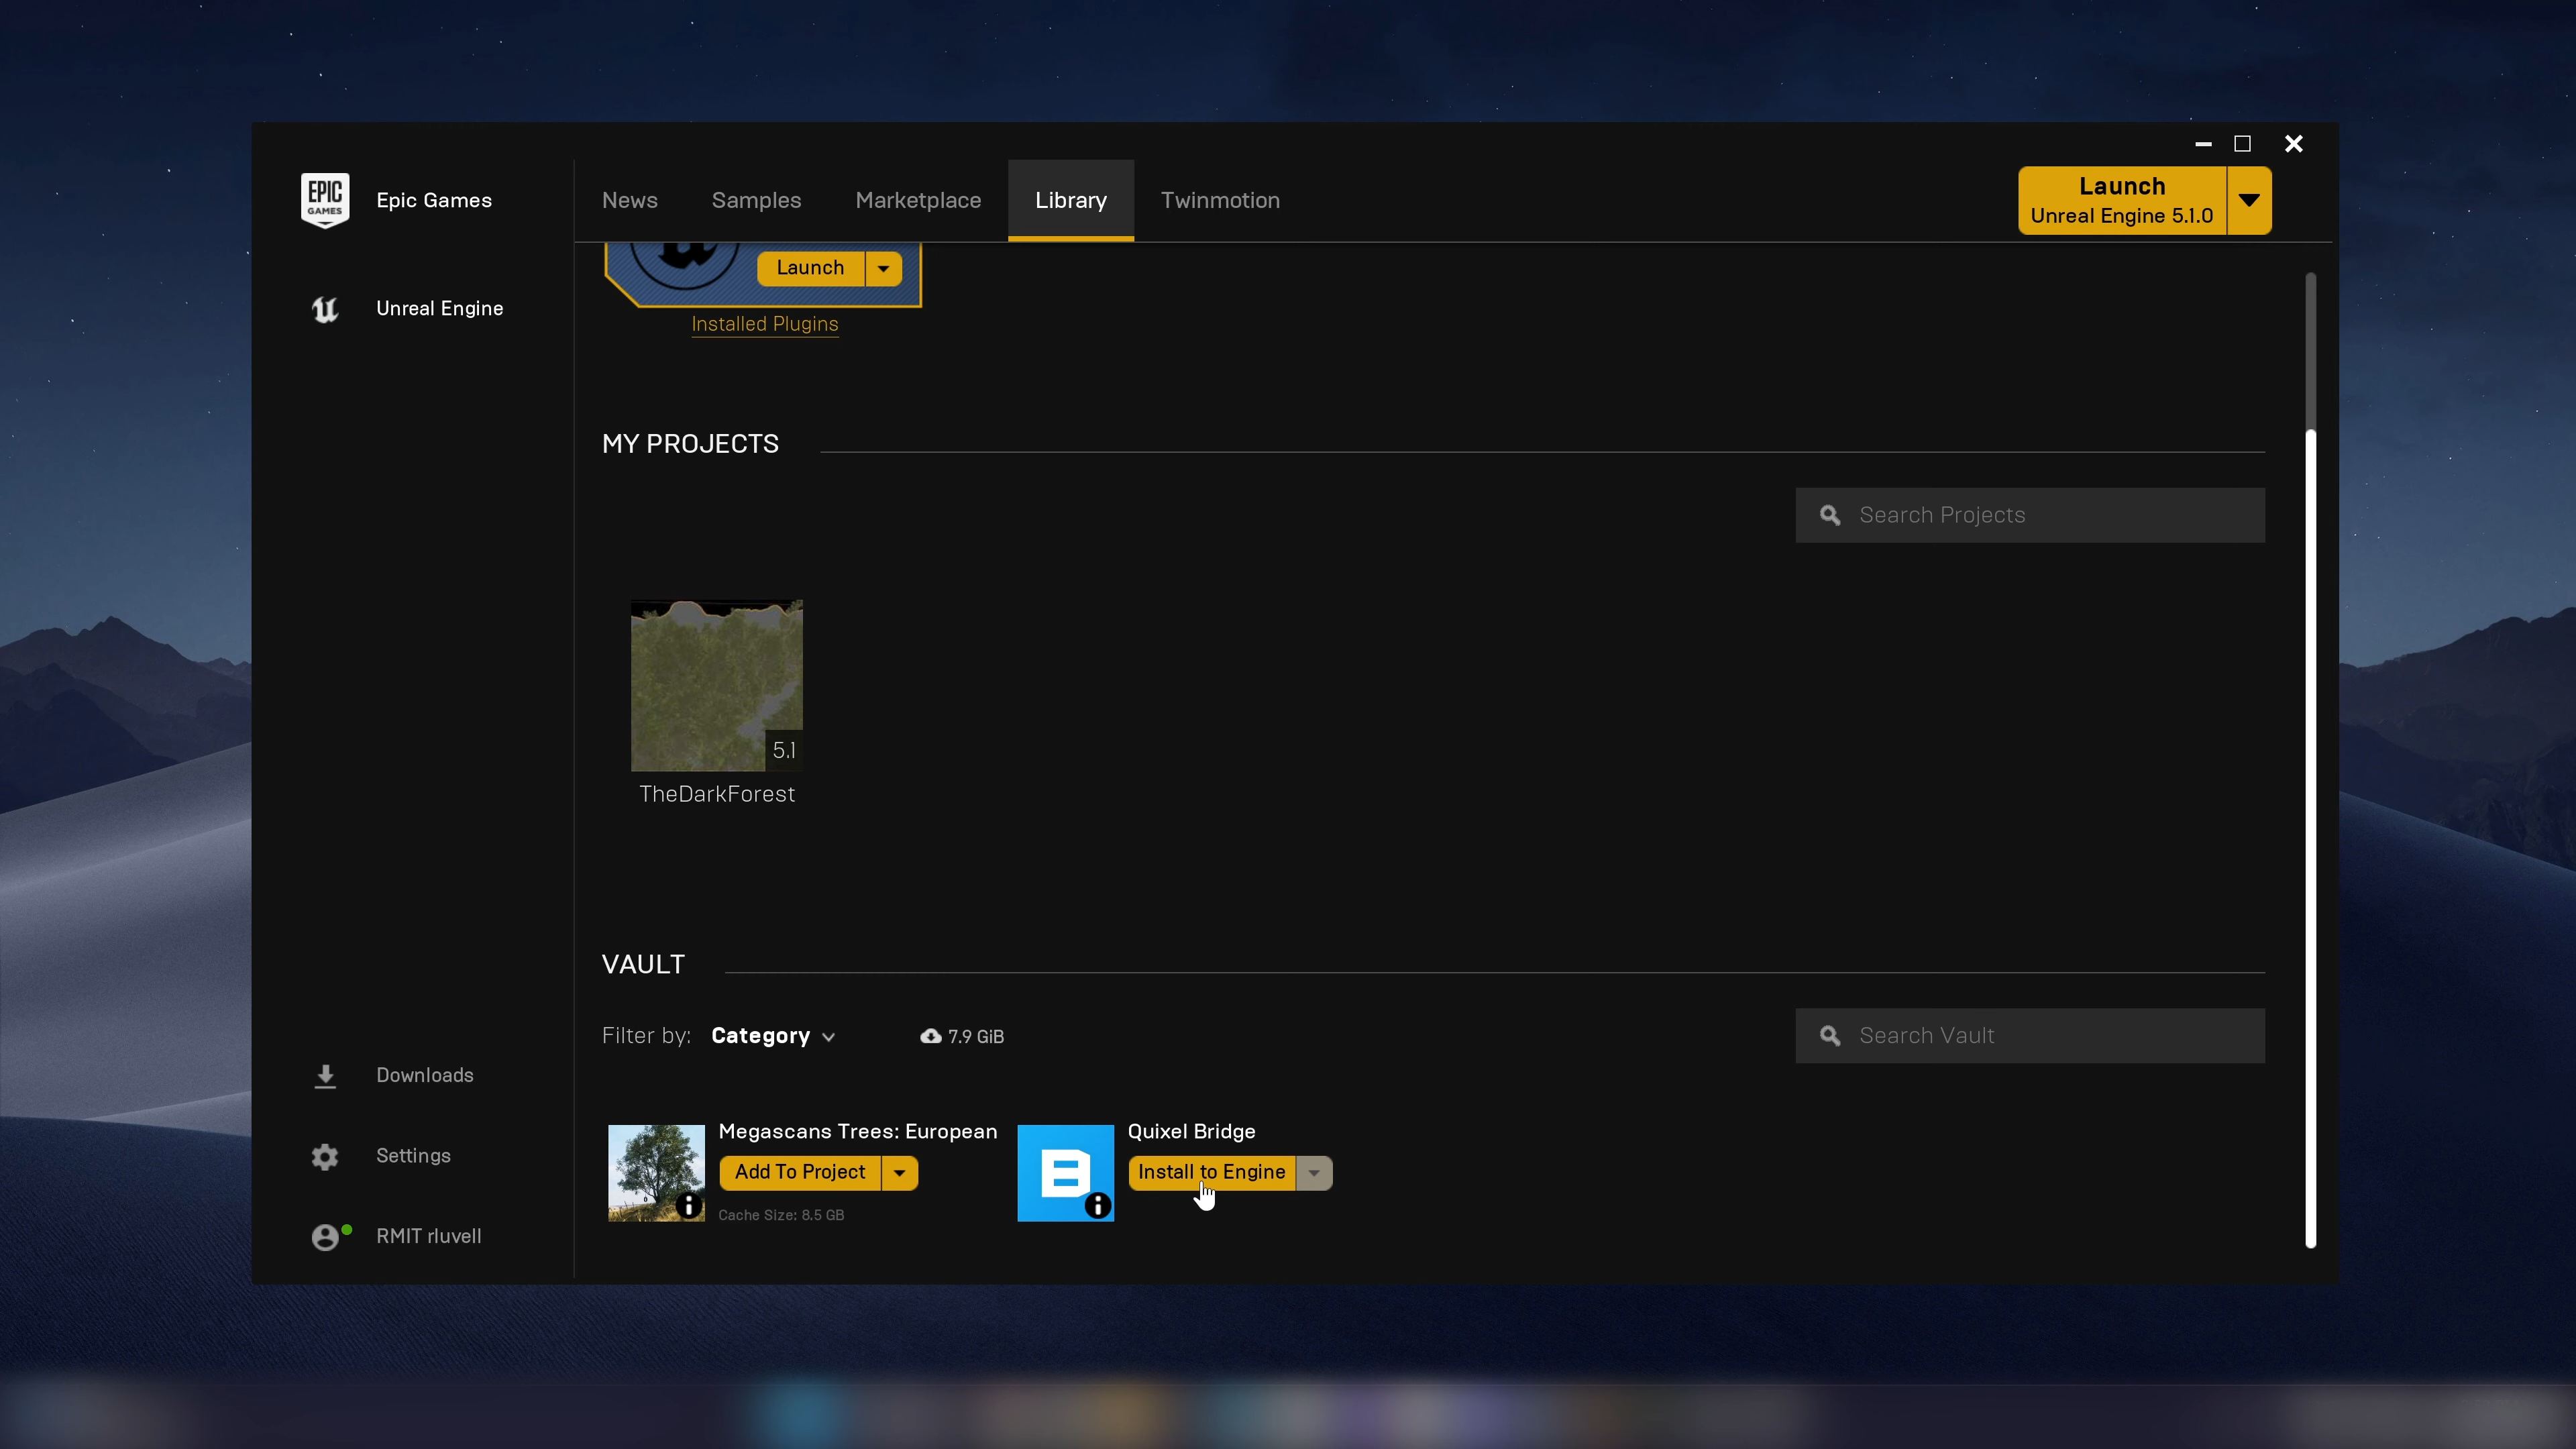 EPIC
GAMES
Epic Games
News
Samples
Marketplace
Library
Twinmotion
Launch
Unreal Engine 5.1.0
Unreal Engine
Launch
Installed Plugins
MY PROJECTS
Search Projects
5.1
TheDarkForest
VAULT
Filter by:
Category
7.9 GiB
Search Vault
Megascans Trees: European
Add To Project
Cache Size: 8.5 GB
Quixel Bridge
Install to Engine
Downloads
Settings
RMIT rluvell